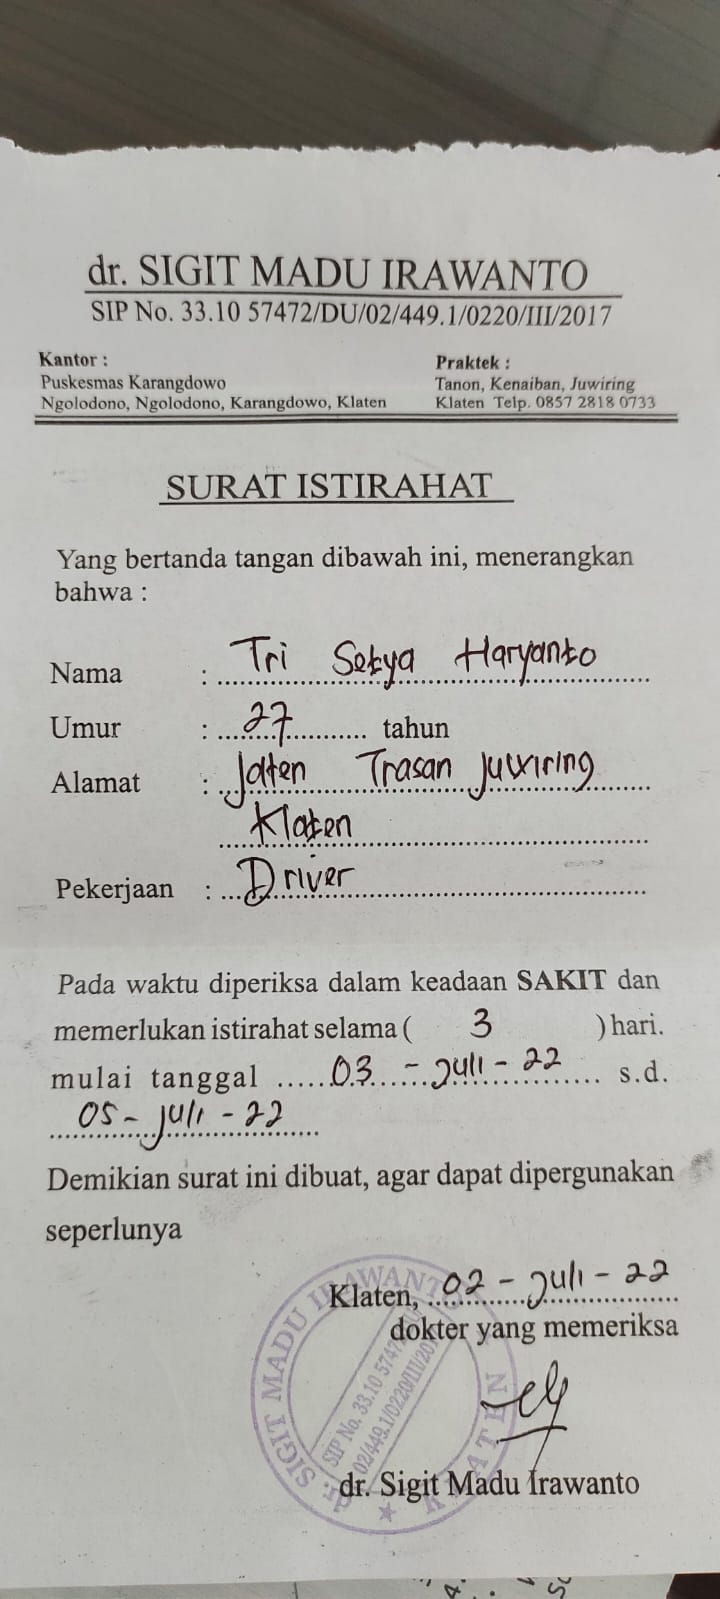 dr. SIGIT MADU IRAWANTO
SIP No. 33.10 57472/DU/02/449.1/0220/III/2017
Kantor :
Puskesmas Karangdowo
Ngolodono, Ngolodono, Karangdowo, Klaten
Praktek :
Tanon, Kenaiban, Juwiring
Klaten Telp. 0857 2818 0733
SURAT ISTIRAHAT
Yang bertanda tangan dibawah ini, menerangkan
bahwa :
Nama : Tri Setya Haryanto
Umur : 27 tahun
Alamat : Jaten Trasan Juwiring
Klaten
Pekerjaan : Driver
Pada waktu diperiksa dalam keadaan SAKIT dan
memerlukan istirahat selama ( 3 ) hari.
mulai tanggal 03 - Juli - 22 s.d.
05 - Juli - 22
Demikian surat ini dibuat, agar dapat dipergunakan
seperlunya
Klaten, 02 - Juli - 22
dokter yang memeriksa
dr. Sigit Madu Irawanto
dr. SIGIT MADU IRAWANTO
SIP No. 33.10 57472
02/449.1/0220/III/20
KLATEN